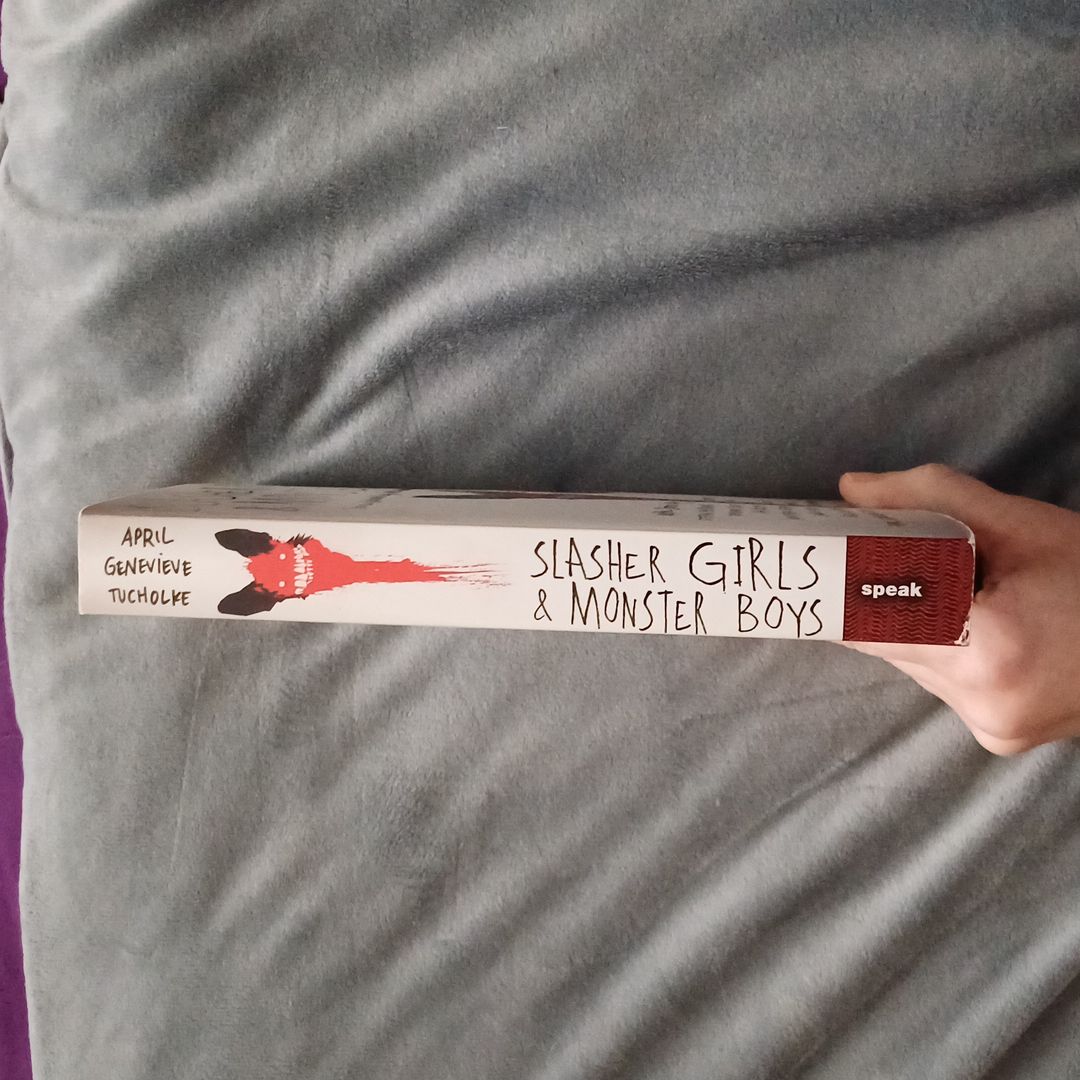 APRIL
GENEVIEVE
TUCHOLKE
SLASHER GIRLS
& MONSTER BOYS
speak